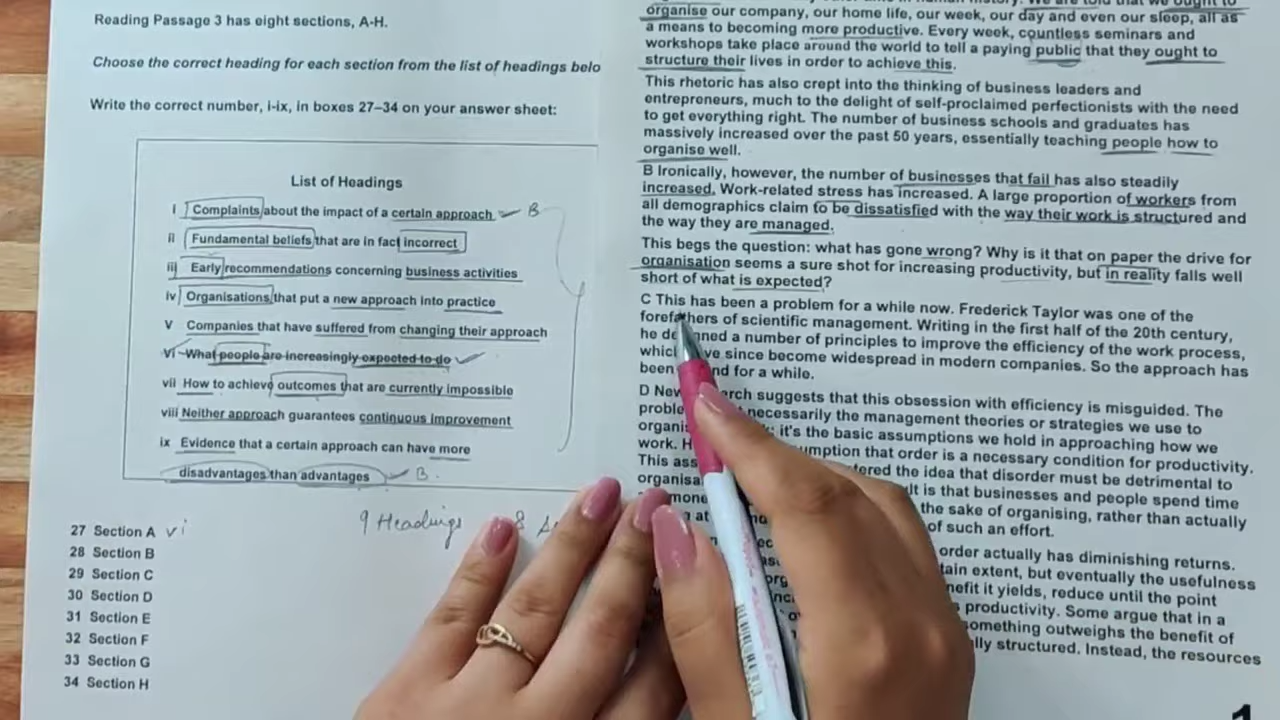 Reading Passage 3 has eight sections, A-H.
Choose the correct heading for each section from the list of headings belo
Write the correct number, i-ix, in boxes 27–34 on your answer sheet:
List of Headings
i Complaints about the impact of a certain approach B
ii Fundamental beliefs that are in fact incorrect
iii Early recommendations concerning business activities
iv Organisations that put a new approach into practice
v Companies that have suffered from changing their approach
vi What people are increasingly expected to do
vii How to achieve outcomes that are currently impossible
viii Neither approach guarantees continuous improvement
ix Evidence that a certain approach can have more
disadvantages than advantages B.
9 Headings 8
27 Section A vi
28 Section B
29 Section C
30 Section D
31 Section E
32 Section F
33 Section G
34 Section H
organise our company, our home life, our week, our day and even our sleep, all as
a means to becoming more productive. Every week, countless seminars and
workshops take place around the world to tell a paying public that they ought to
structure their lives in order to achieve this.
This rhetoric has also crept into the thinking of business leaders and
entrepreneurs, much to the delight of self-proclaimed perfectionists with the need
to get everything right. The number of business schools and graduates has
massively increased over the past 50 years, essentially teaching people how to
organise well.
B Ironically, however, the number of businesses that fail has also steadily
increased. Work-related stress has increased. A large proportion of workers from
all demographics claim to be dissatisfied with the way their work is structured and
the way they are managed.
This begs the question: what has gone wrong? Why is it that on paper the drive for
organisation seems a sure shot for increasing productivity, but in reality falls well
short of what is expected?
C This has been a problem for a while now. Frederick Taylor was one of the
forefathers of scientific management. Writing in the first half of the 20th century,
he a number of principles to improve the efficiency of the work process,
since become widespread in modern companies. So the approach has
been for a while.
D suggests that this obsession with efficiency is misguided. The
necessarily the management theories or strategies we use to
it's the basic assumptions we hold in approaching how we
work. that order is a necessary condition for productivity.
This the idea that disorder must be detrimental to
is that businesses and people spend time
the sake of organising, rather than actually
of such an effort.
order actually has diminishing returns.
extent, but eventually the usefulness
it yields, reduce until the point
productivity. Some argue that in a
something outweighs the benefit of
structured. Instead, the resources
1